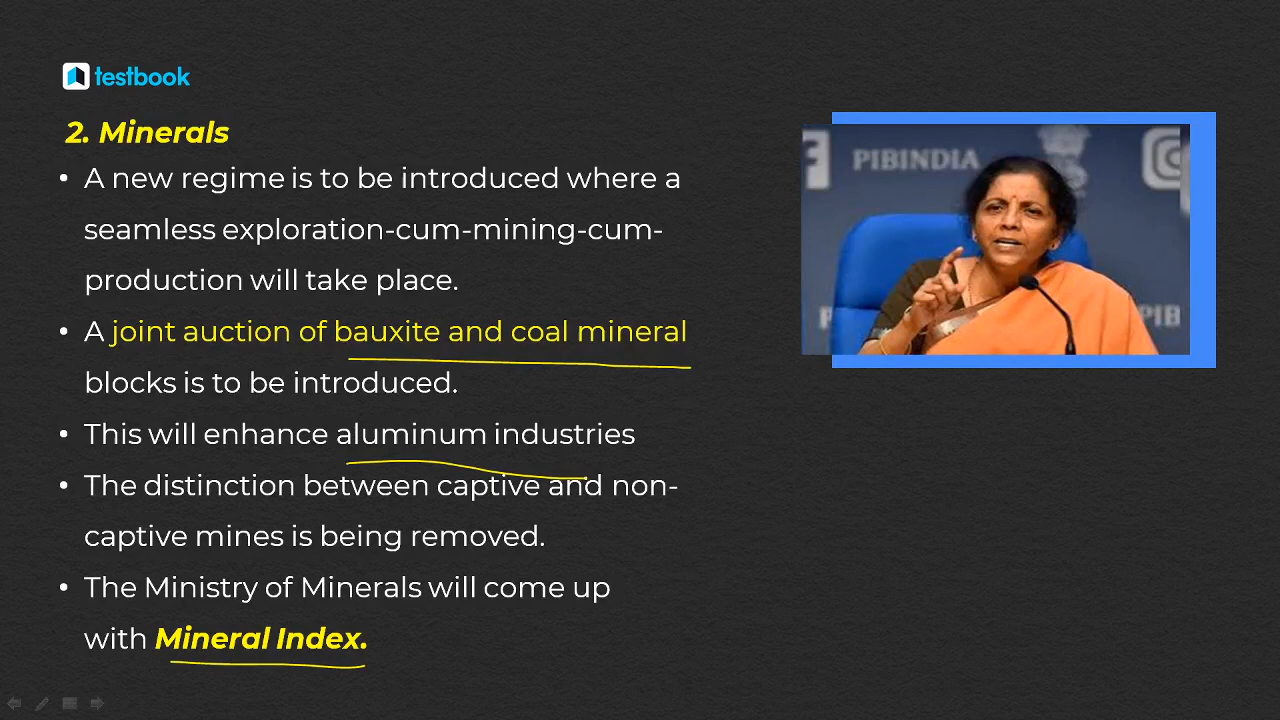 testbook
2. Minerals
• A new regime is to be introduced where a
seamless exploration-cum-mining-cum-
production will take place.
• A joint auction of bauxite and coal mineral
blocks is to be introduced.
• This will enhance aluminum industries
• The distinction between captive and non-
captive mines is being removed.
• The Ministry of Minerals will come up
with Mineral Index.
f PIBINDIA
PIB